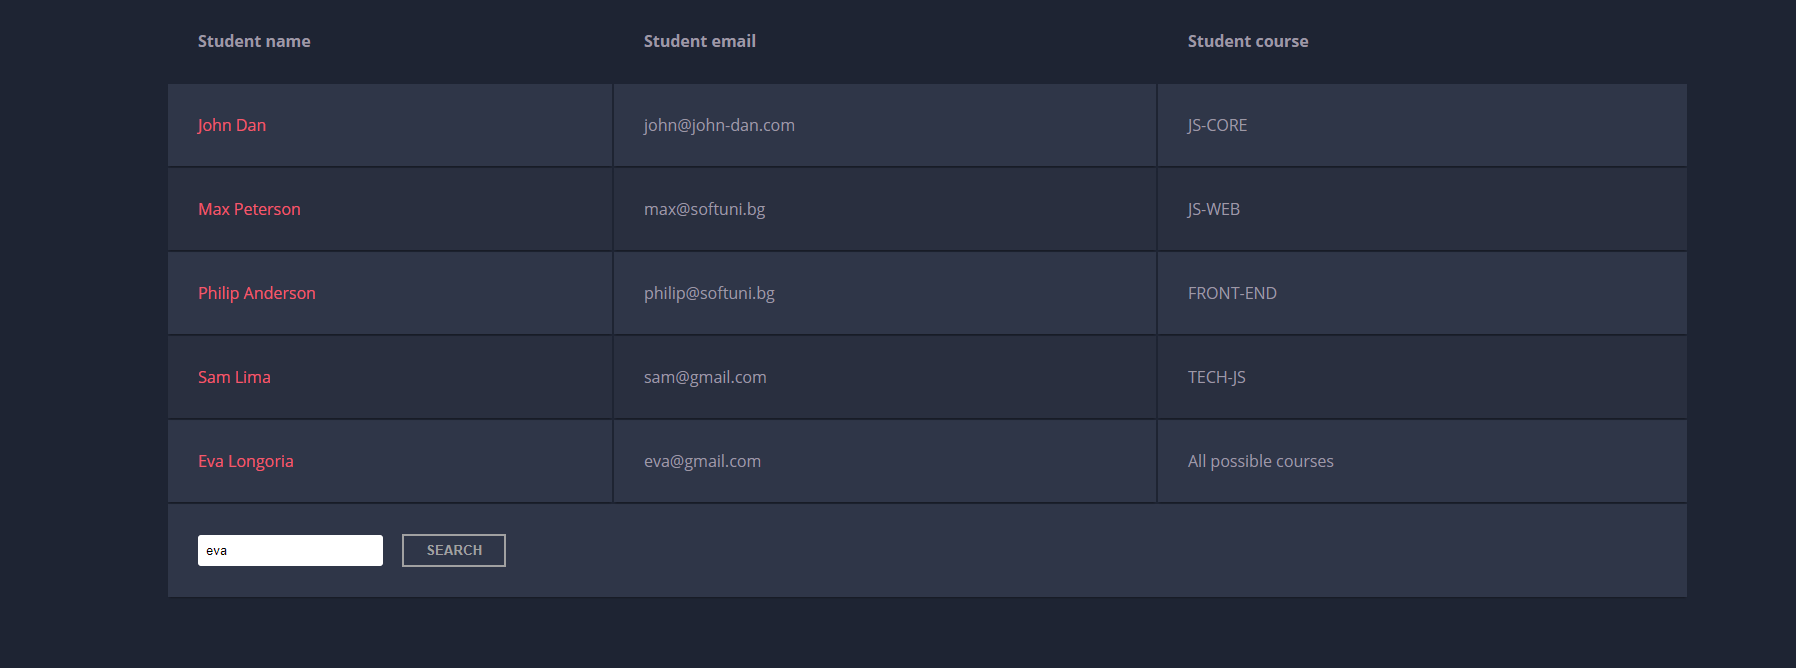 Student name Student email Student course
John Dan john@john-dan.com JS-CORE
Max Peterson max@softuni.bg JS-WEB
Philip Anderson philip@softuni.bg FRONT-END
Sam Lima sam@gmail.com TECH-JS
Eva Longoria eva@gmail.com All possible courses
eva SEARCH